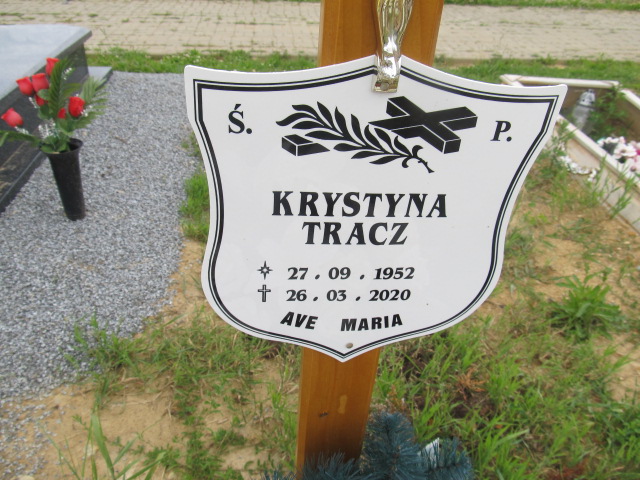 Ś. P.
KRYSTYNA
TRACZ
27.09.1952
26.03.2020
AVE MARIA